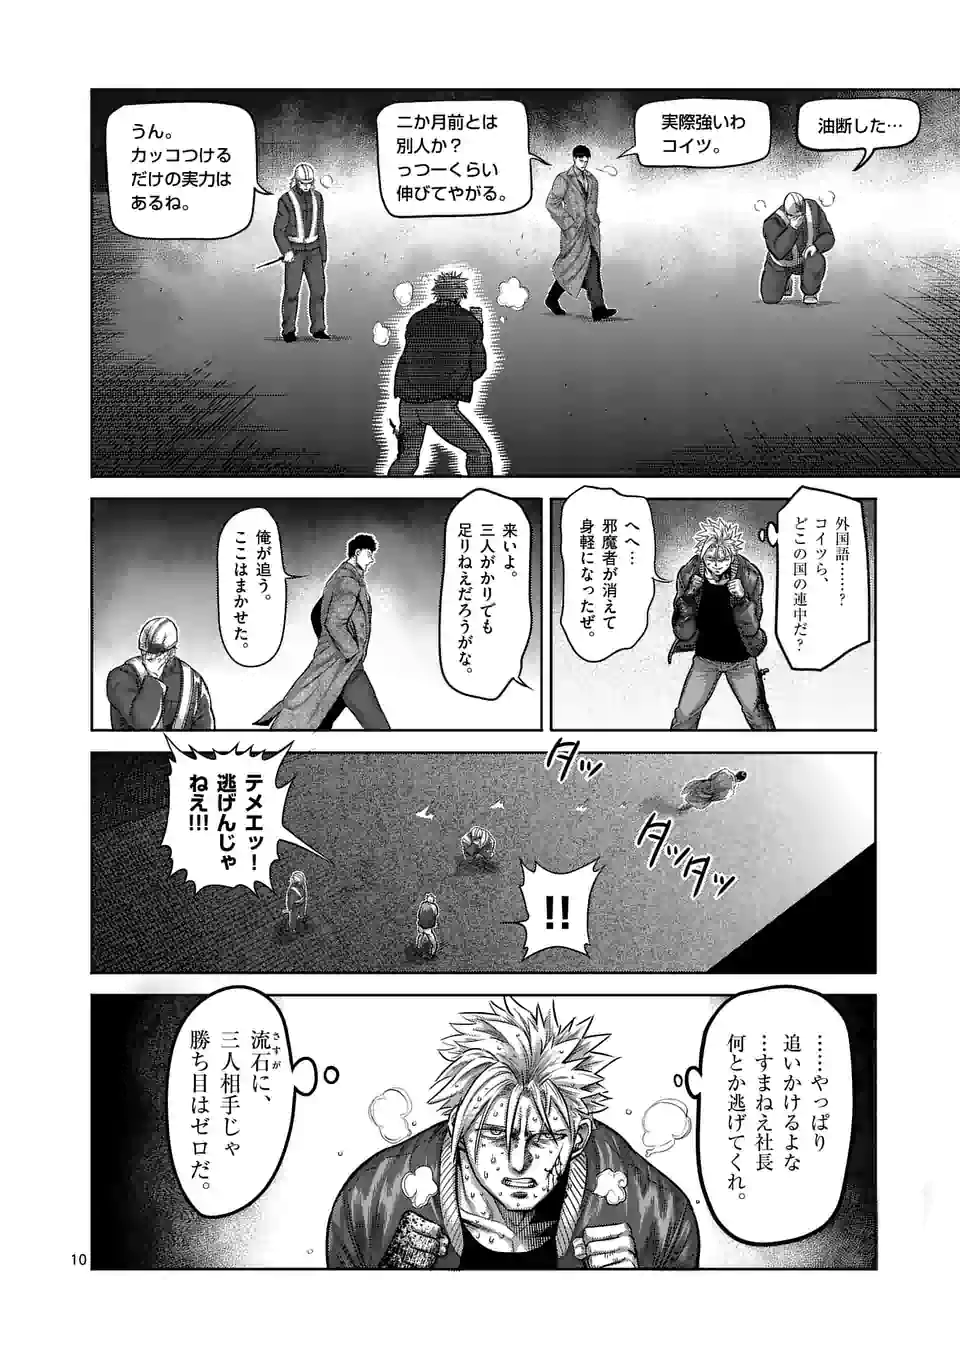 油断した…
実際強いわ
コイツ。
二か月前とは
別人か？
っつーくらい
伸びてやがる。
うん。
カッコつける
だけの実力は
あるね。
外国語……？
コイツら、
どこの国の連中だ？
へへ…
邪魔者が消えて
身軽になったぜ。
来いよ。
三人がかりでも
足りねえだろうがな。
俺が追う。
ここはまかせた。
タッ
タッタッ
!!
テメエッ！
逃げんじゃ
ねえ!!!
……やっぱり
追いかけるよな
…すまねえ社長
何とか逃げてくれ。
流石に、
さすが
三人相手じゃ
勝ち目はゼロだ。
10